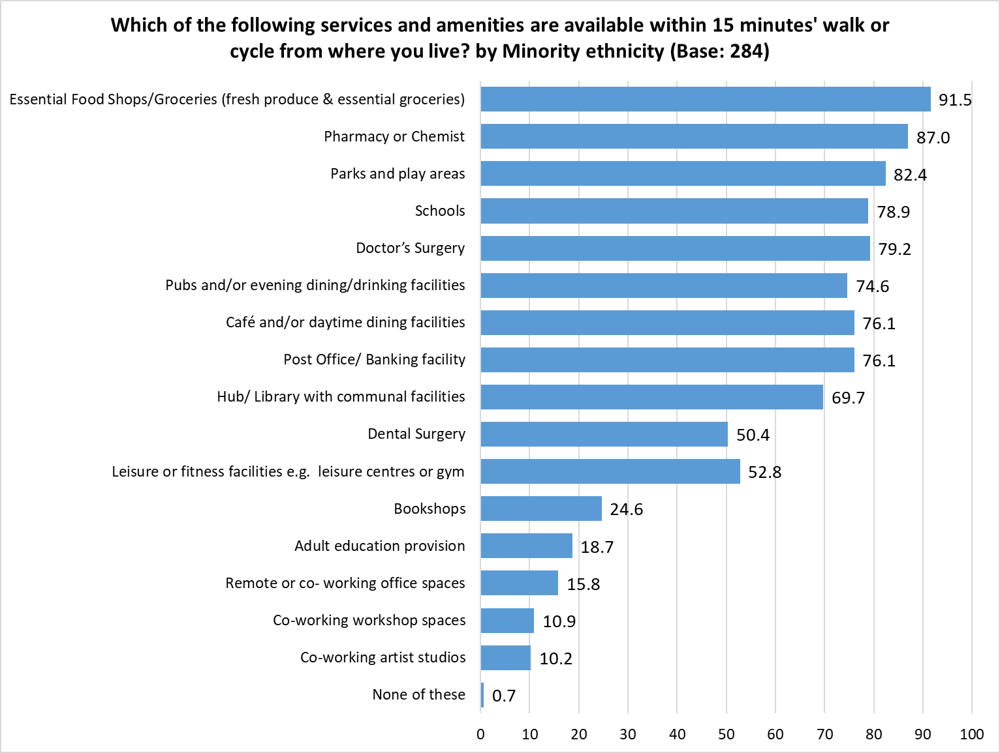 Which of the following services and amenities are available within 15 minutes' walk or
cycle from where you live? by Minority ethnicity (Base: 284)
Essential Food Shops/Groceries (fresh produce & essential groceries) 91.5
Pharmacy or Chemist 87.0
Parks and play areas 82.4
Schools 78.9
Doctor’s Surgery 79.2
Pubs and/or evening dining/drinking facilities 74.6
Café and/or daytime dining facilities 76.1
Post Office/ Banking facility 76.1
Hub/ Library with communal facilities 69.7
Dental Surgery 50.4
Leisure or fitness facilities e.g.  leisure centres or gym 52.8
Bookshops 24.6
Adult education provision 18.7
Remote or co- working office spaces 15.8
Co-working workshop spaces 10.9
Co-working artist studios 10.2
None of these 0.7
0 10 20 30 40 50 60 70 80 90 100